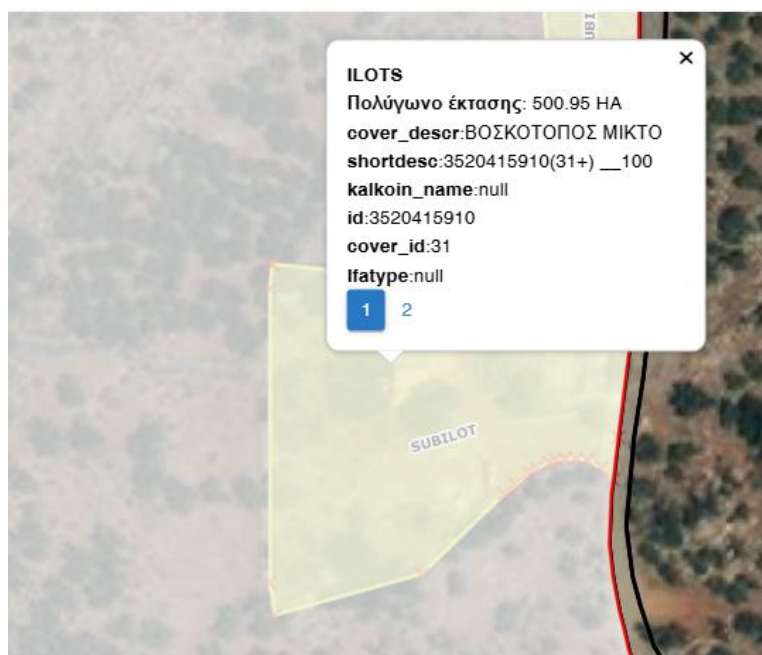 UBI
ILOTS
Πολύγωνο έκτασης: 500.95 HA
cover_descr:ΒΟΣΚΟΤΟΠΟΣ ΜΙΚΤΟ
shortdesc:3520415910(31+) __100
kalkoin_name:null
id:3520415910
cover_id:31
lfatype:null
1 2
SUBILOT